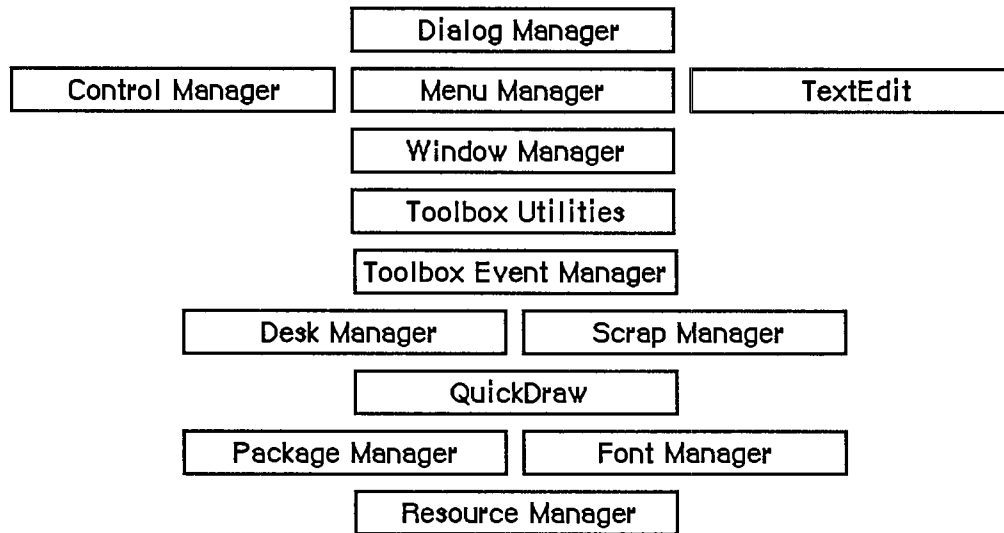 Dialog Manager
Control Manager Menu Manager TextEdit
Window Manager
Toolbox Utilities
Toolbox Event Manager
Desk Manager Scrap Manager
QuickDraw
Package Manager Font Manager
Resource Manager